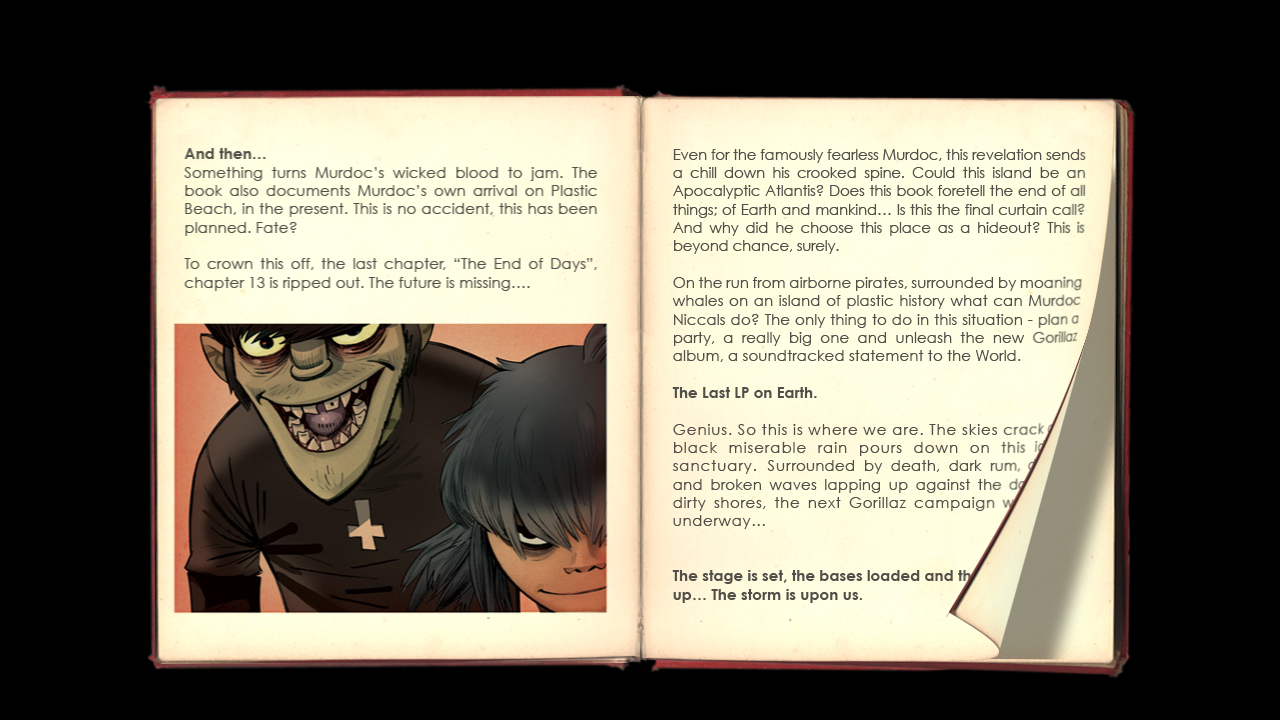 And then…
Something turns Murdoc’s wicked blood to jam. The
book also documents Murdoc’s own arrival on Plastic
Beach, in the present. This is no accident, this has been
planned. Fate?
To crown this off, the last chapter, “The End of Days”,
chapter 13 is ripped out. The future is missing….
Even for the famously fearless Murdoc, this revelation sends
a chill down his crooked spine. Could this island be an
Apocalyptic Atlantis? Does this book foretell the end of all
things; of Earth and mankind… Is this the final curtain call?
And why did he choose this place as a hideout? This is
beyond chance, surely.
On the run from airborne pirates, surrounded by moaning
whales on an island of plastic history what can Murdoc
Niccals do? The only thing to do in this situation - plan a
party, a really big one and unleash the new Gorillaz
album, a soundtracked statement to the World.
The Last LP on Earth.
Genius. So this is where we are. The skies crack
black miserable rain pours down on this
sanctuary. Surrounded by death, dark rum,
and broken waves lapping up against the
dirty shores, the next Gorillaz campaign
underway…
The stage is set, the bases loaded and
up… The storm is upon us.